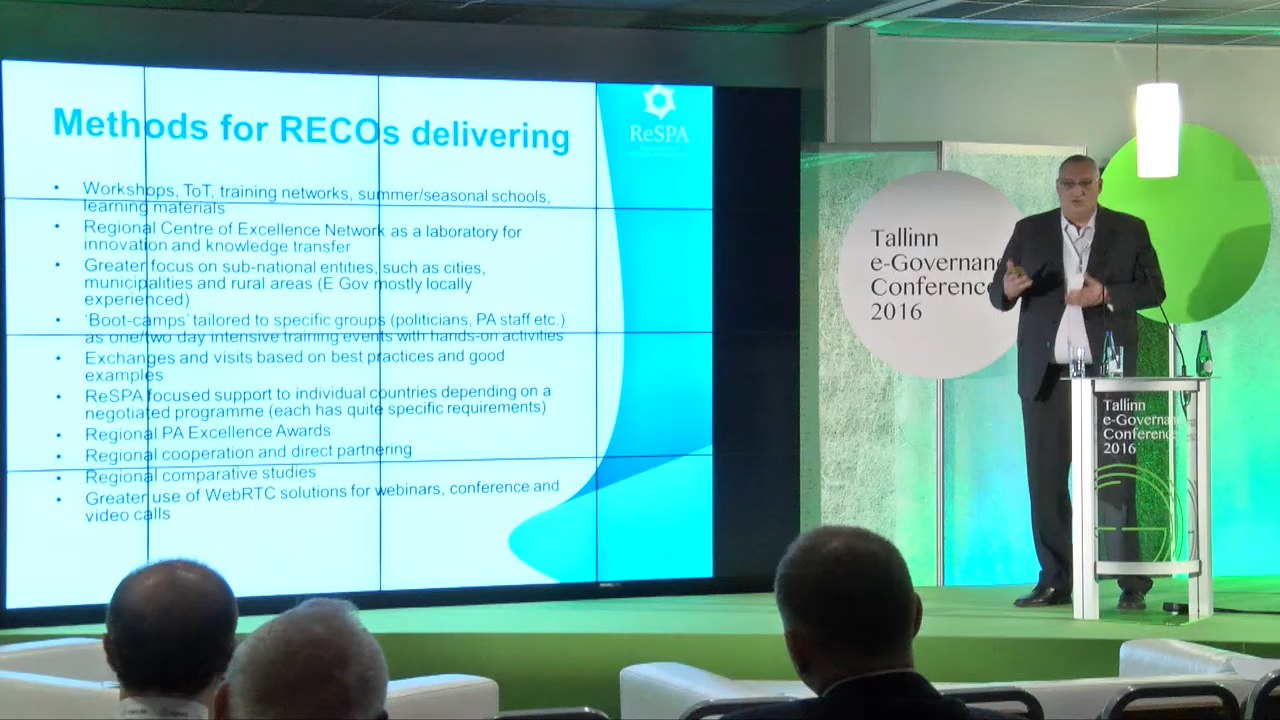 Methods for RECOs delivering
ReSPA
• Workshops, ToT, training networks, summer/seasonal schools,
learning materials
• Regional Centre of Excellence Network as a laboratory for
innovation and knowledge transfer
• Greater focus on sub-national entities, such as cities,
municipalities and rural areas (E Gov mostly locally
experienced)
• 'Boot-camps' tailored to specific groups (politicians, PA staff etc.)
as one/two day intensive training events with hands-on activities
• Exchanges and visits based on best practices and good
examples
• ReSPA focused support to individual countries depending on a
negotiated programme (each has quite specific requirements)
• Regional PA Excellence Awards
• Regional cooperation and direct partnering
• Regional comparative studies
• Greater use of WebRTC solutions for webinars, conference and
video calls
Tallinn
e-Governanc
Conference
2016
Tallinn
e-Governan
Conference
2016